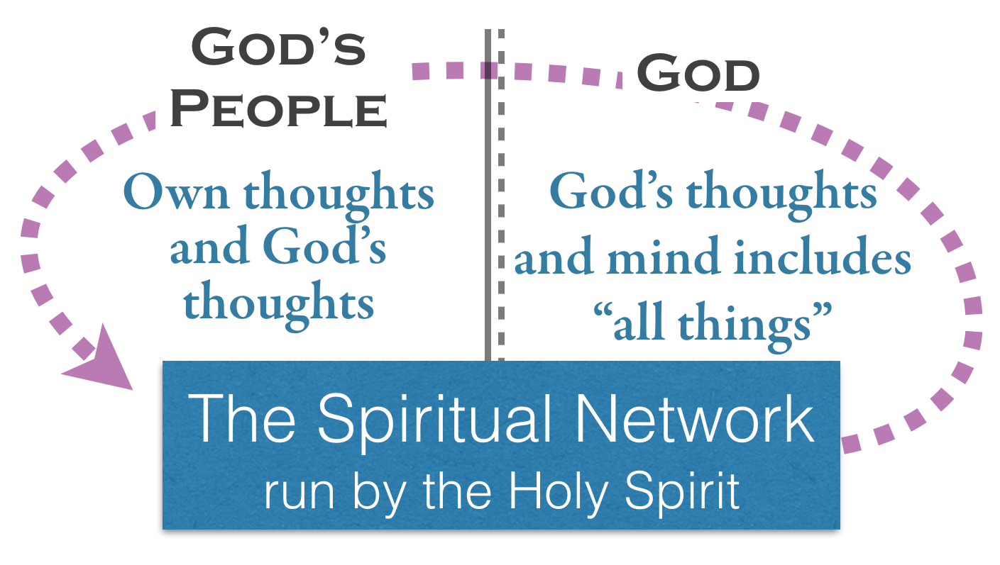 God's
People
God
Own thoughts
and God's
thoughts
God's thoughts
and mind includes
“all things”
The Spiritual Network
run by the Holy Spirit